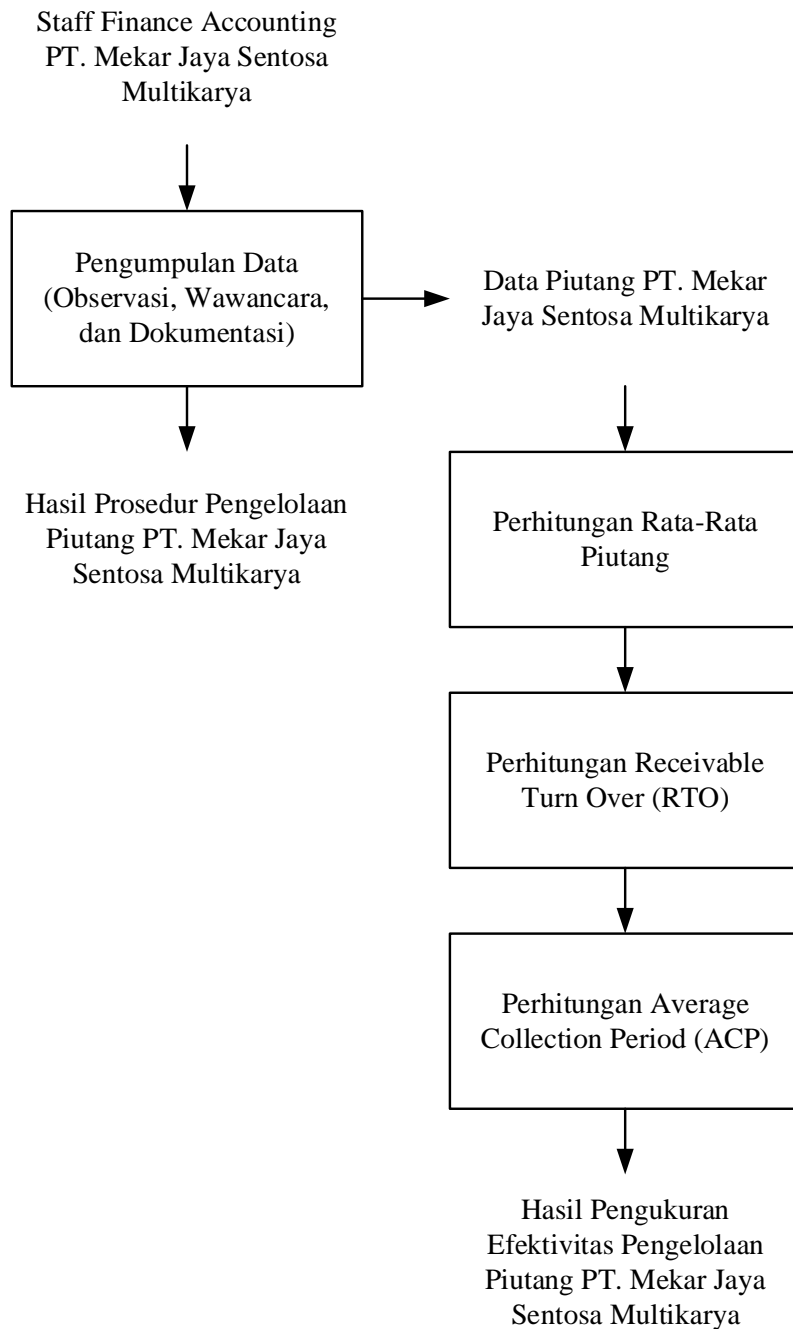 Staff Finance Accounting
PT. Mekar Jaya Sentosa
Multikarya
Pengumpulan Data
(Observasi, Wawancara,
dan Dokumentasi)
Data Piutang PT. Mekar
Jaya Sentosa Multikarya
Hasil Prosedur Pengelolaan
Piutang PT. Mekar Jaya
Sentosa Multikarya
Perhitungan Rata-Rata
Piutang
Perhitungan Receivable
Turn Over (RTO)
Perhitungan Average
Collection Period (ACP)
Hasil Pengukuran
Efektivitas Pengelolaan
Piutang PT. Mekar Jaya
Sentosa Multikarya